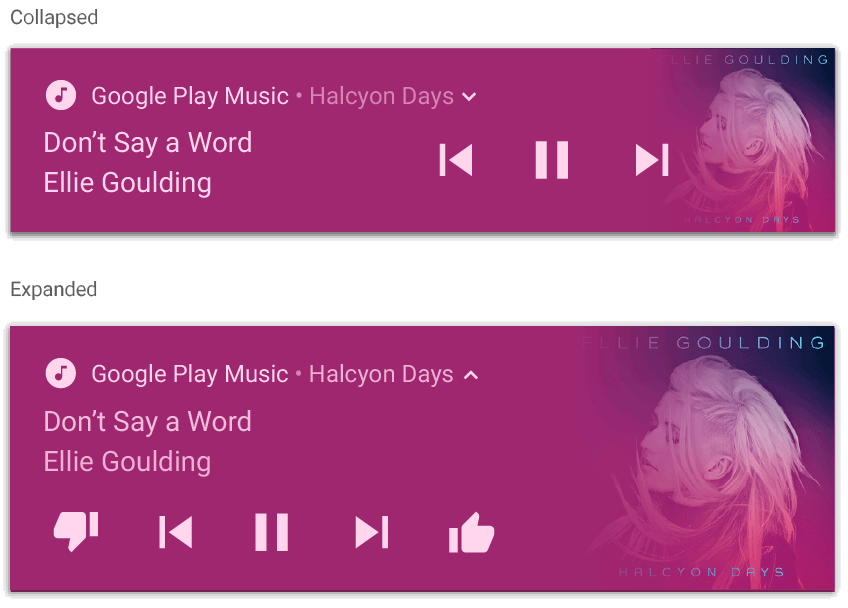 Collapsed
ELLIE GOULDING
Google Play Music • Halcyon Days
Don’t Say a Word
Ellie Goulding
HALCYON DAYS
Expanded
ELLIE GOULDING
Google Play Music • Halcyon Days
Don’t Say a Word
Ellie Goulding
HALCYON DAYS